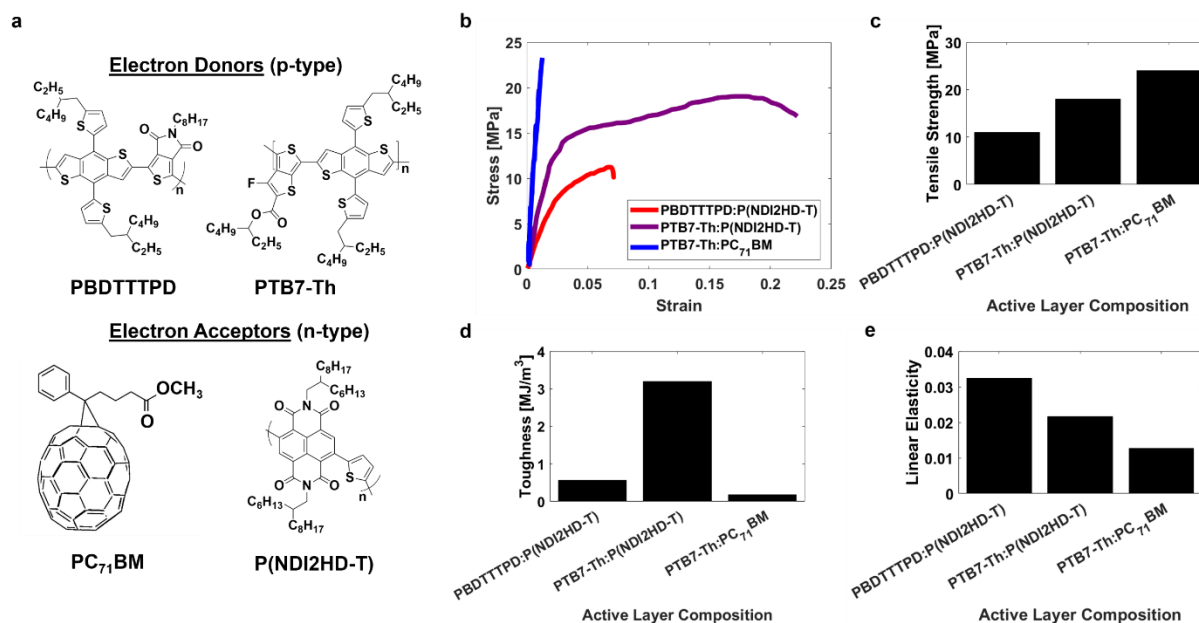 a
Electron Donors (p-type)
C2H5
C4H9
S
C8H17
N
O
O
S
S
S
n
S
C4H9
C2H5
PBDTTTPD
C4H9
C2H5
S
S
S
n
F
S
S
O
O
C4H9
C2H5
S
C2H5
C4H9
PTB7-Th
Electron Acceptors (n-type)
OCH3
O
PC71BM
C8H17
C6H13
O
N
O
S
n
O
N
O
C6H13
C8H17
P(NDI2HD-T)
b
Stress [MPa]
25
20
15
10
5
0
0
0.05
0.1
0.15
0.2
0.25
Strain
PBDTTTPD:P(NDI2HD-T)
PTB7-Th:P(NDI2HD-T)
PTB7-Th:PC71BM
c
Tensile Strength [MPa]
30
20
10
0
PBDTTTPD:P(NDI2HD-T)
PTB7-Th:P(NDI2HD-T)
PTB7-Th:PC71BM
Active Layer Composition
d
Toughness [MJ/m3]
4
3
2
1
0
PBDTTTPD:P(NDI2HD-T)
PTB7-Th:P(NDI2HD-T)
PTB7-Th:PC71BM
Active Layer Composition
e
Linear Elasticity
0.04
0.03
0.02
0.01
0
PBDTTTPD:P(NDI2HD-T)
PTB7-Th:P(NDI2HD-T)
PTB7-Th:PC71BM
Active Layer Composition